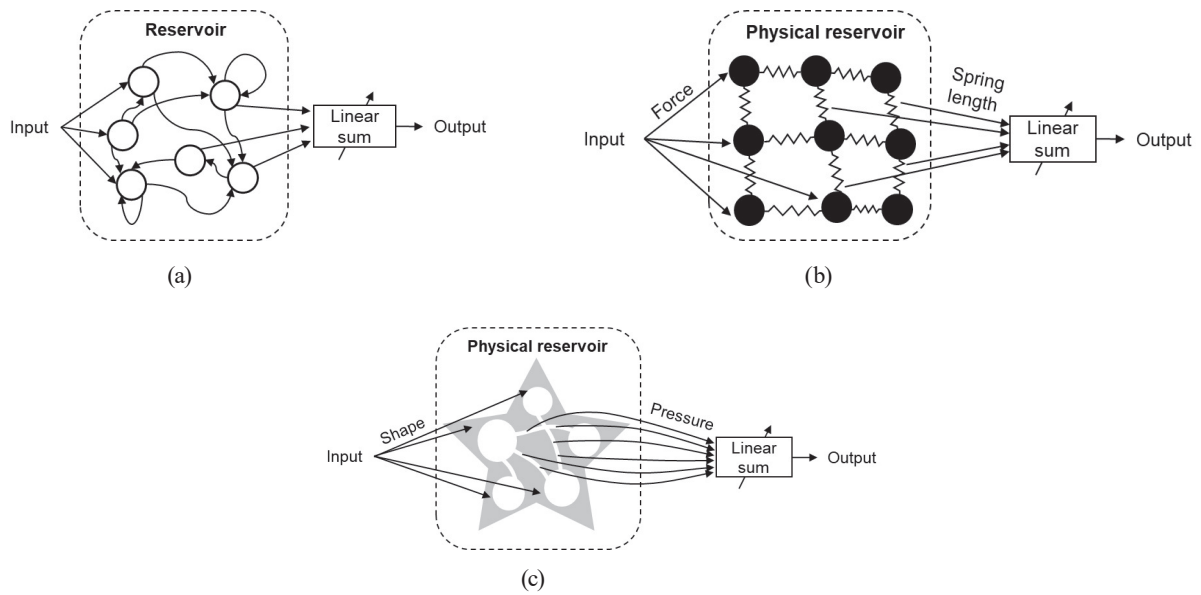 Reservoir
Input
Linear
sum
Output
(a)
Physical reservoir
Force
Spring
length
Input
Linear
sum
Output
(b)
Physical reservoir
Shape
Pressure
Input
Linear
sum
Output
(c)